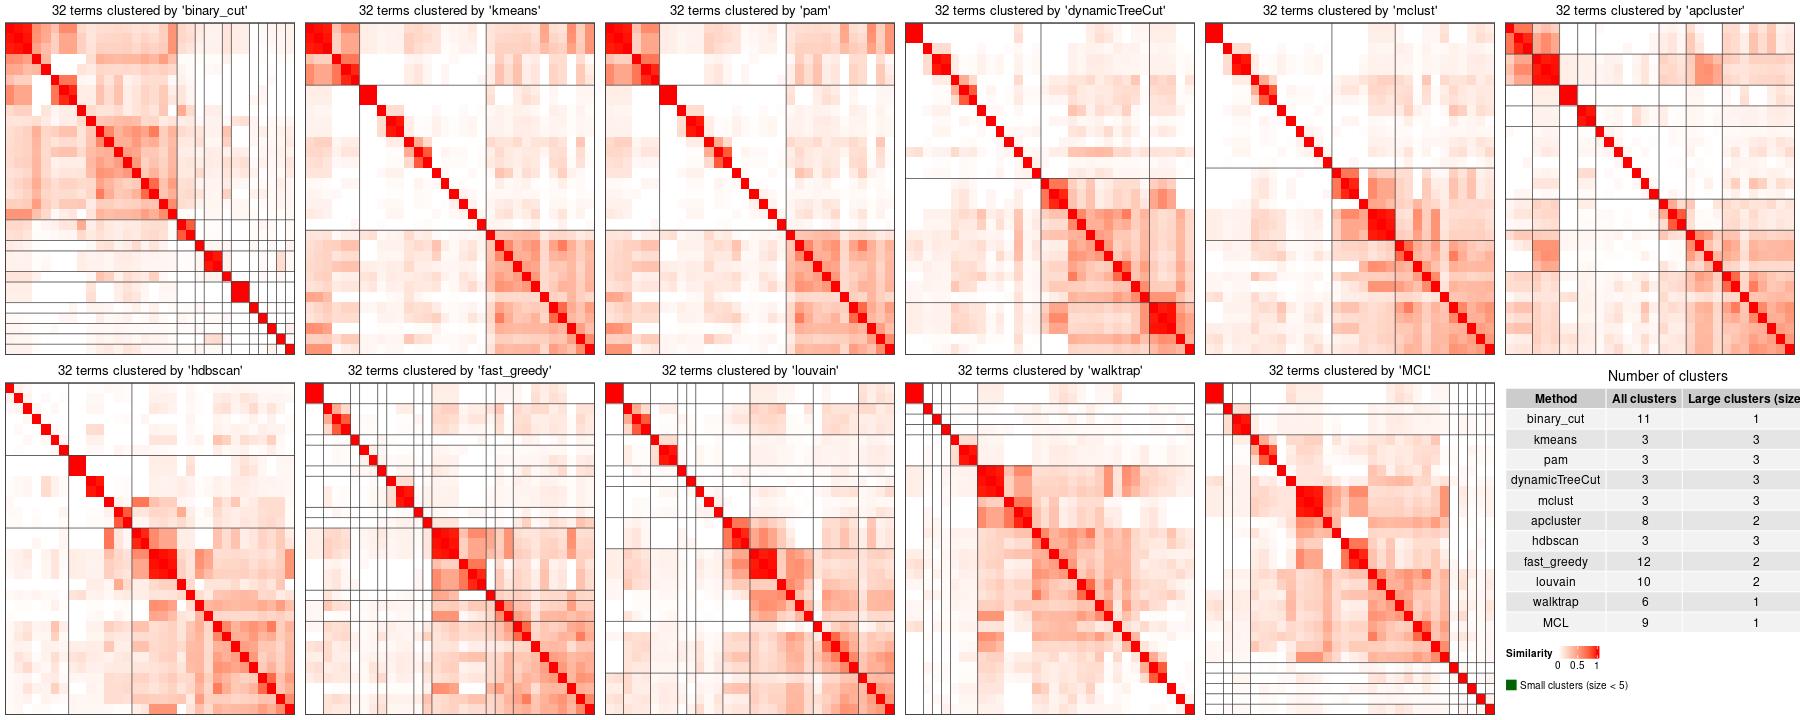 32 terms clustered by 'binary_cut'
32 terms clustered by 'kmeans'
32 terms clustered by 'pam'
32 terms clustered by 'dynamicTreeCut'
32 terms clustered by 'mclust'
32 terms clustered by 'apcluster'
32 terms clustered by 'hdbscan'
32 terms clustered by 'fast_greedy'
32 terms clustered by 'louvain'
32 terms clustered by 'walktrap'
32 terms clustered by 'MCL'
Number of clusters
Method All clusters Large clusters (size
binary_cut 11 1
kmeans 3 3
pam 3 3
dynamicTreeCut 3 3
mclust 3 3
apcluster 8 2
hdbscan 3 3
fast_greedy 12 2
louvain 10 2
walktrap 6 1
MCL 9 1
Similarity
0 0.5 1
Small clusters (size < 5)